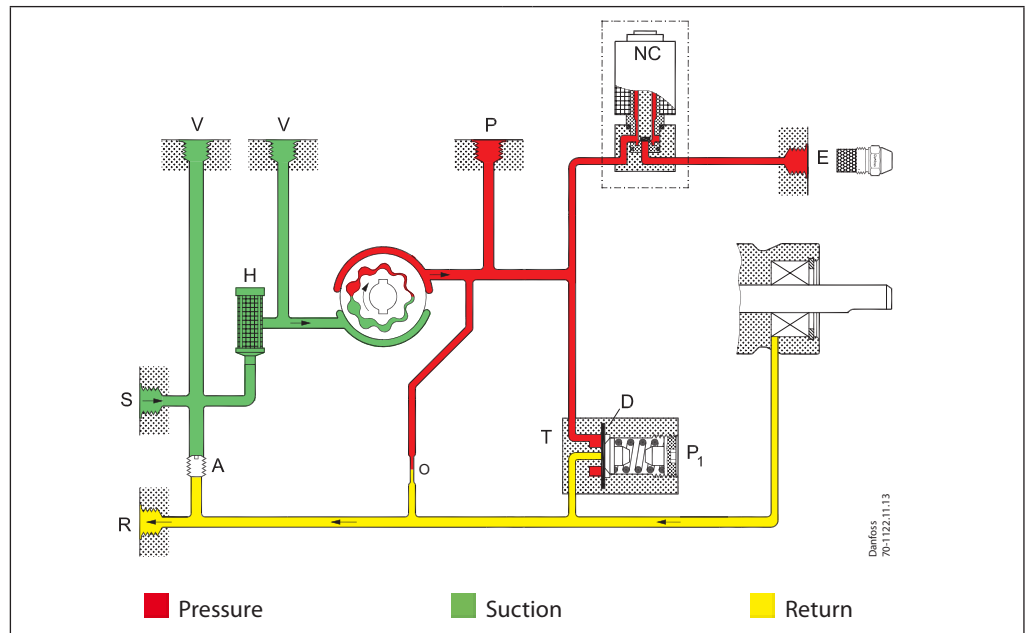 NC
V V P
E
H
S
D
T
P1
A
O
R
Danfoss
70-1122.11.13
Pressure Suction Return